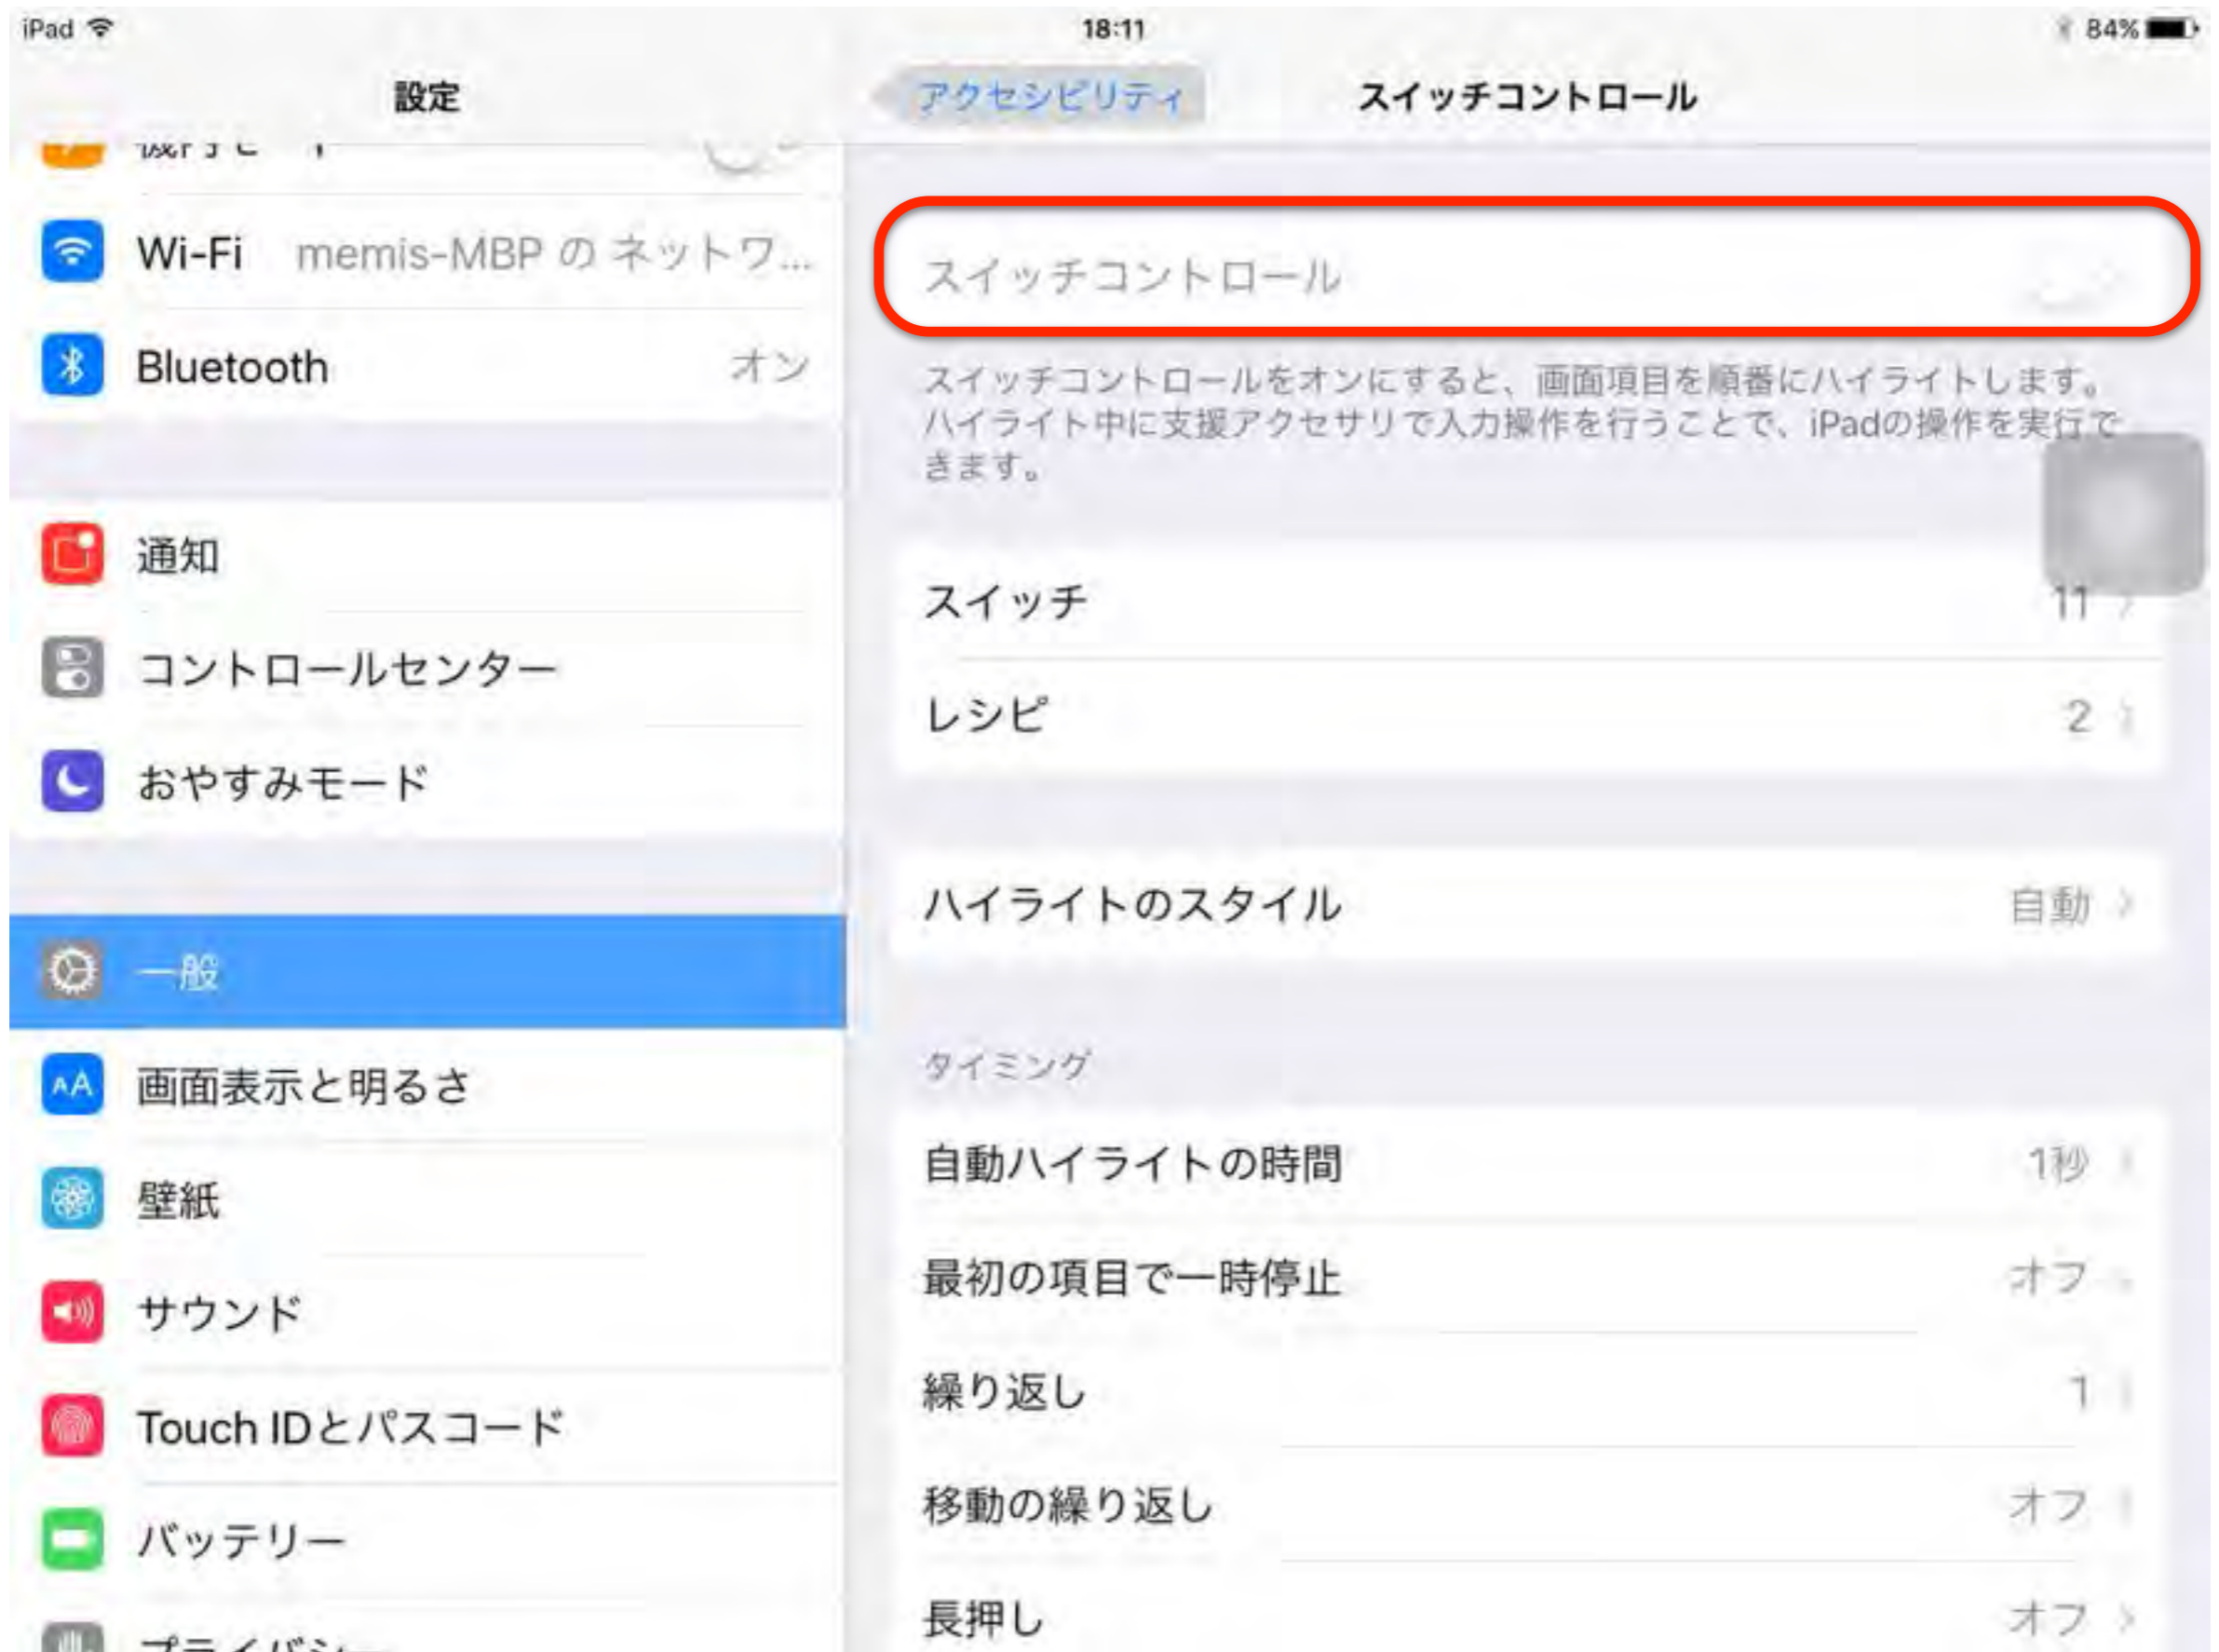 iPad
18:11
84%
設定
Wi-Fi memis-MBP の ネットワ...
Bluetooth オン
通知
コントロールセンター
おやすみモード
一般
AA 画面表示と明るさ
壁紙
サウンド
Touch IDとパスコード
バッテリー
プライバシー
アクセシビリティ
スイッチコントロール
スイッチコントロール
スイッチコントロールをオンにすると、画面項目を順番にハイライトします。
ハイライト中に支援アクセサリで入力操作を行うことで、iPadの操作を実行で
きます。
スイッチ 11
レシピ 2
ハイライトのスタイル 自動
タイミング
自動ハイライトの時間 1秒
最初の項目で一時停止 オフ
繰り返し 1
移動の繰り返し オフ
長押し オフ